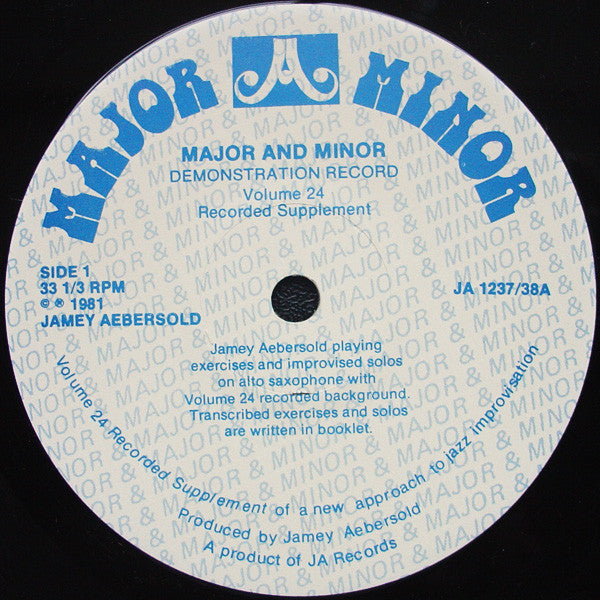 MAJOR MINOR
JA
MAJOR AND MINOR
DEMONSTRATION RECORD
Volume 24
Recorded Supplement
SIDE 1
33 1/3 RPM
© ℗ 1981
JAMEY AEBERSOLD
JA 1237/38A
Jamey Aebersold playing
exercises and improvised solos
on alto saxophone with
Volume 24 recorded background.
Transcribed exercises and solos
are written in booklet.
Volume 24 Recorded Supplement of a new approach to jazz improvisation
Produced by Jamey Aebersold
A product of JA Records